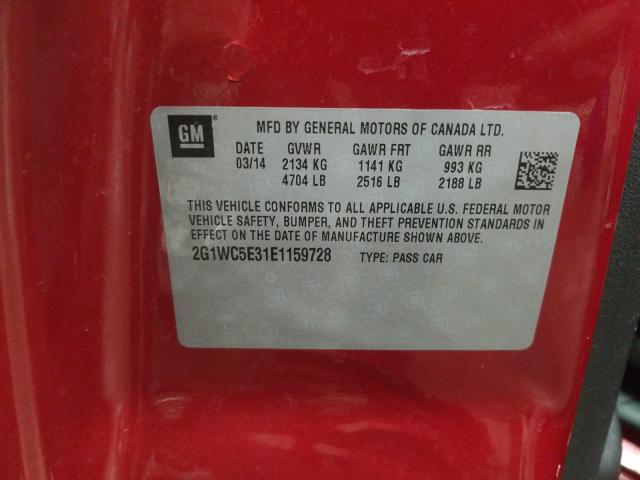 GM
MFD BY GENERAL MOTORS OF CANADA LTD.
DATE GVWR GAWR FRT GAWR RR
03/14 2134 KG 1141 KG 993 KG
4704 LB 2516 LB 2188 LB
THIS VEHICLE CONFORMS TO ALL APPLICABLE U.S. FEDERAL MOTOR
VEHICLE SAFETY, BUMPER, AND THEFT PREVENTION STANDARDS IN
EFFECT ON THE DATE OF MANUFACTURE SHOWN ABOVE.
2G1WC5E31E1159728 TYPE: PASS CAR